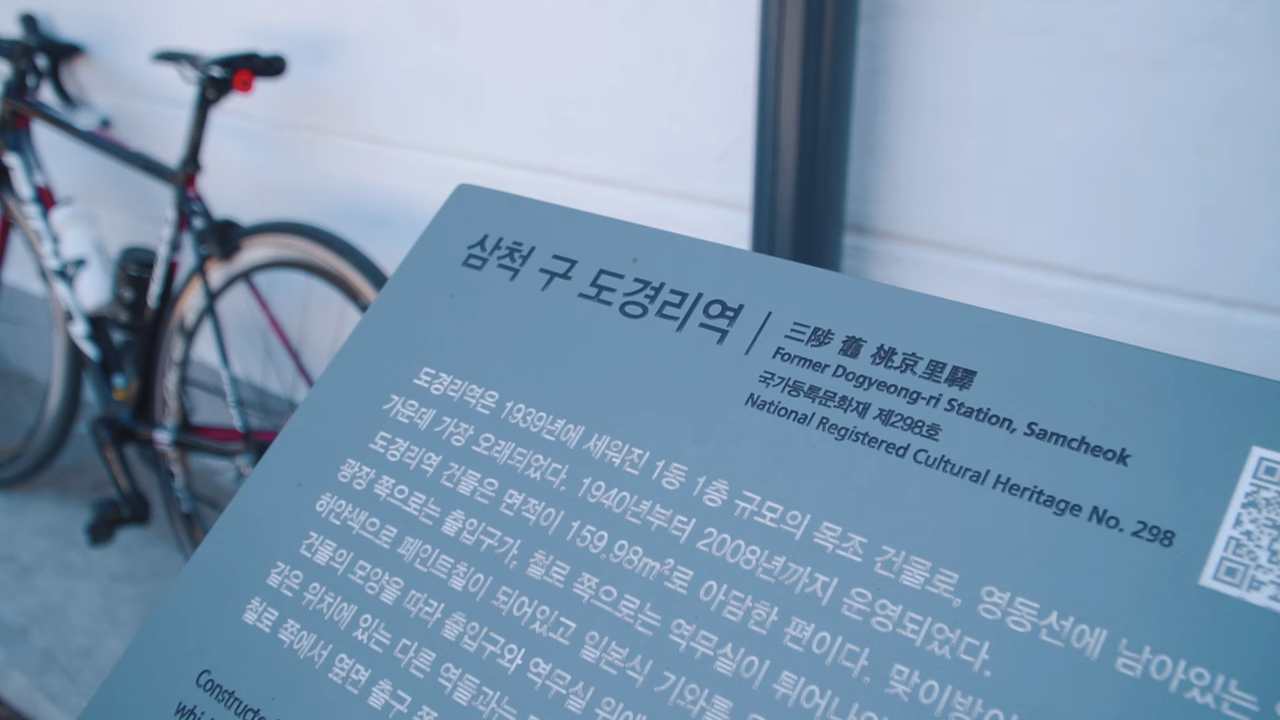 삼척 구 도경리역
三陟 舊 桃京里驛
Former Dogyeong-ri Station, Samcheok
국가등록문화재 제298호
National Registered Cultural Heritage No. 298
도경리역은 1939년에 세워진 1동 1층 규모의 목조 건물로, 영동선에 남아있는
가운데 가장 오래되었다. 1940년부터 2008년까지 운영되었다.
도경리역 건물은 면적이 159.98m²로 아담한 편이다. 맞이방이
광장 쪽으로는 출입구가, 철로 쪽으로는 역무실이
하얀색으로 페인트칠이 되어있고 일본식 기와를
건물의 모양을 따라 출입구와 역무실
같은 위치에 있는 다른 역들과는
철로 쪽에서 옆면 출구